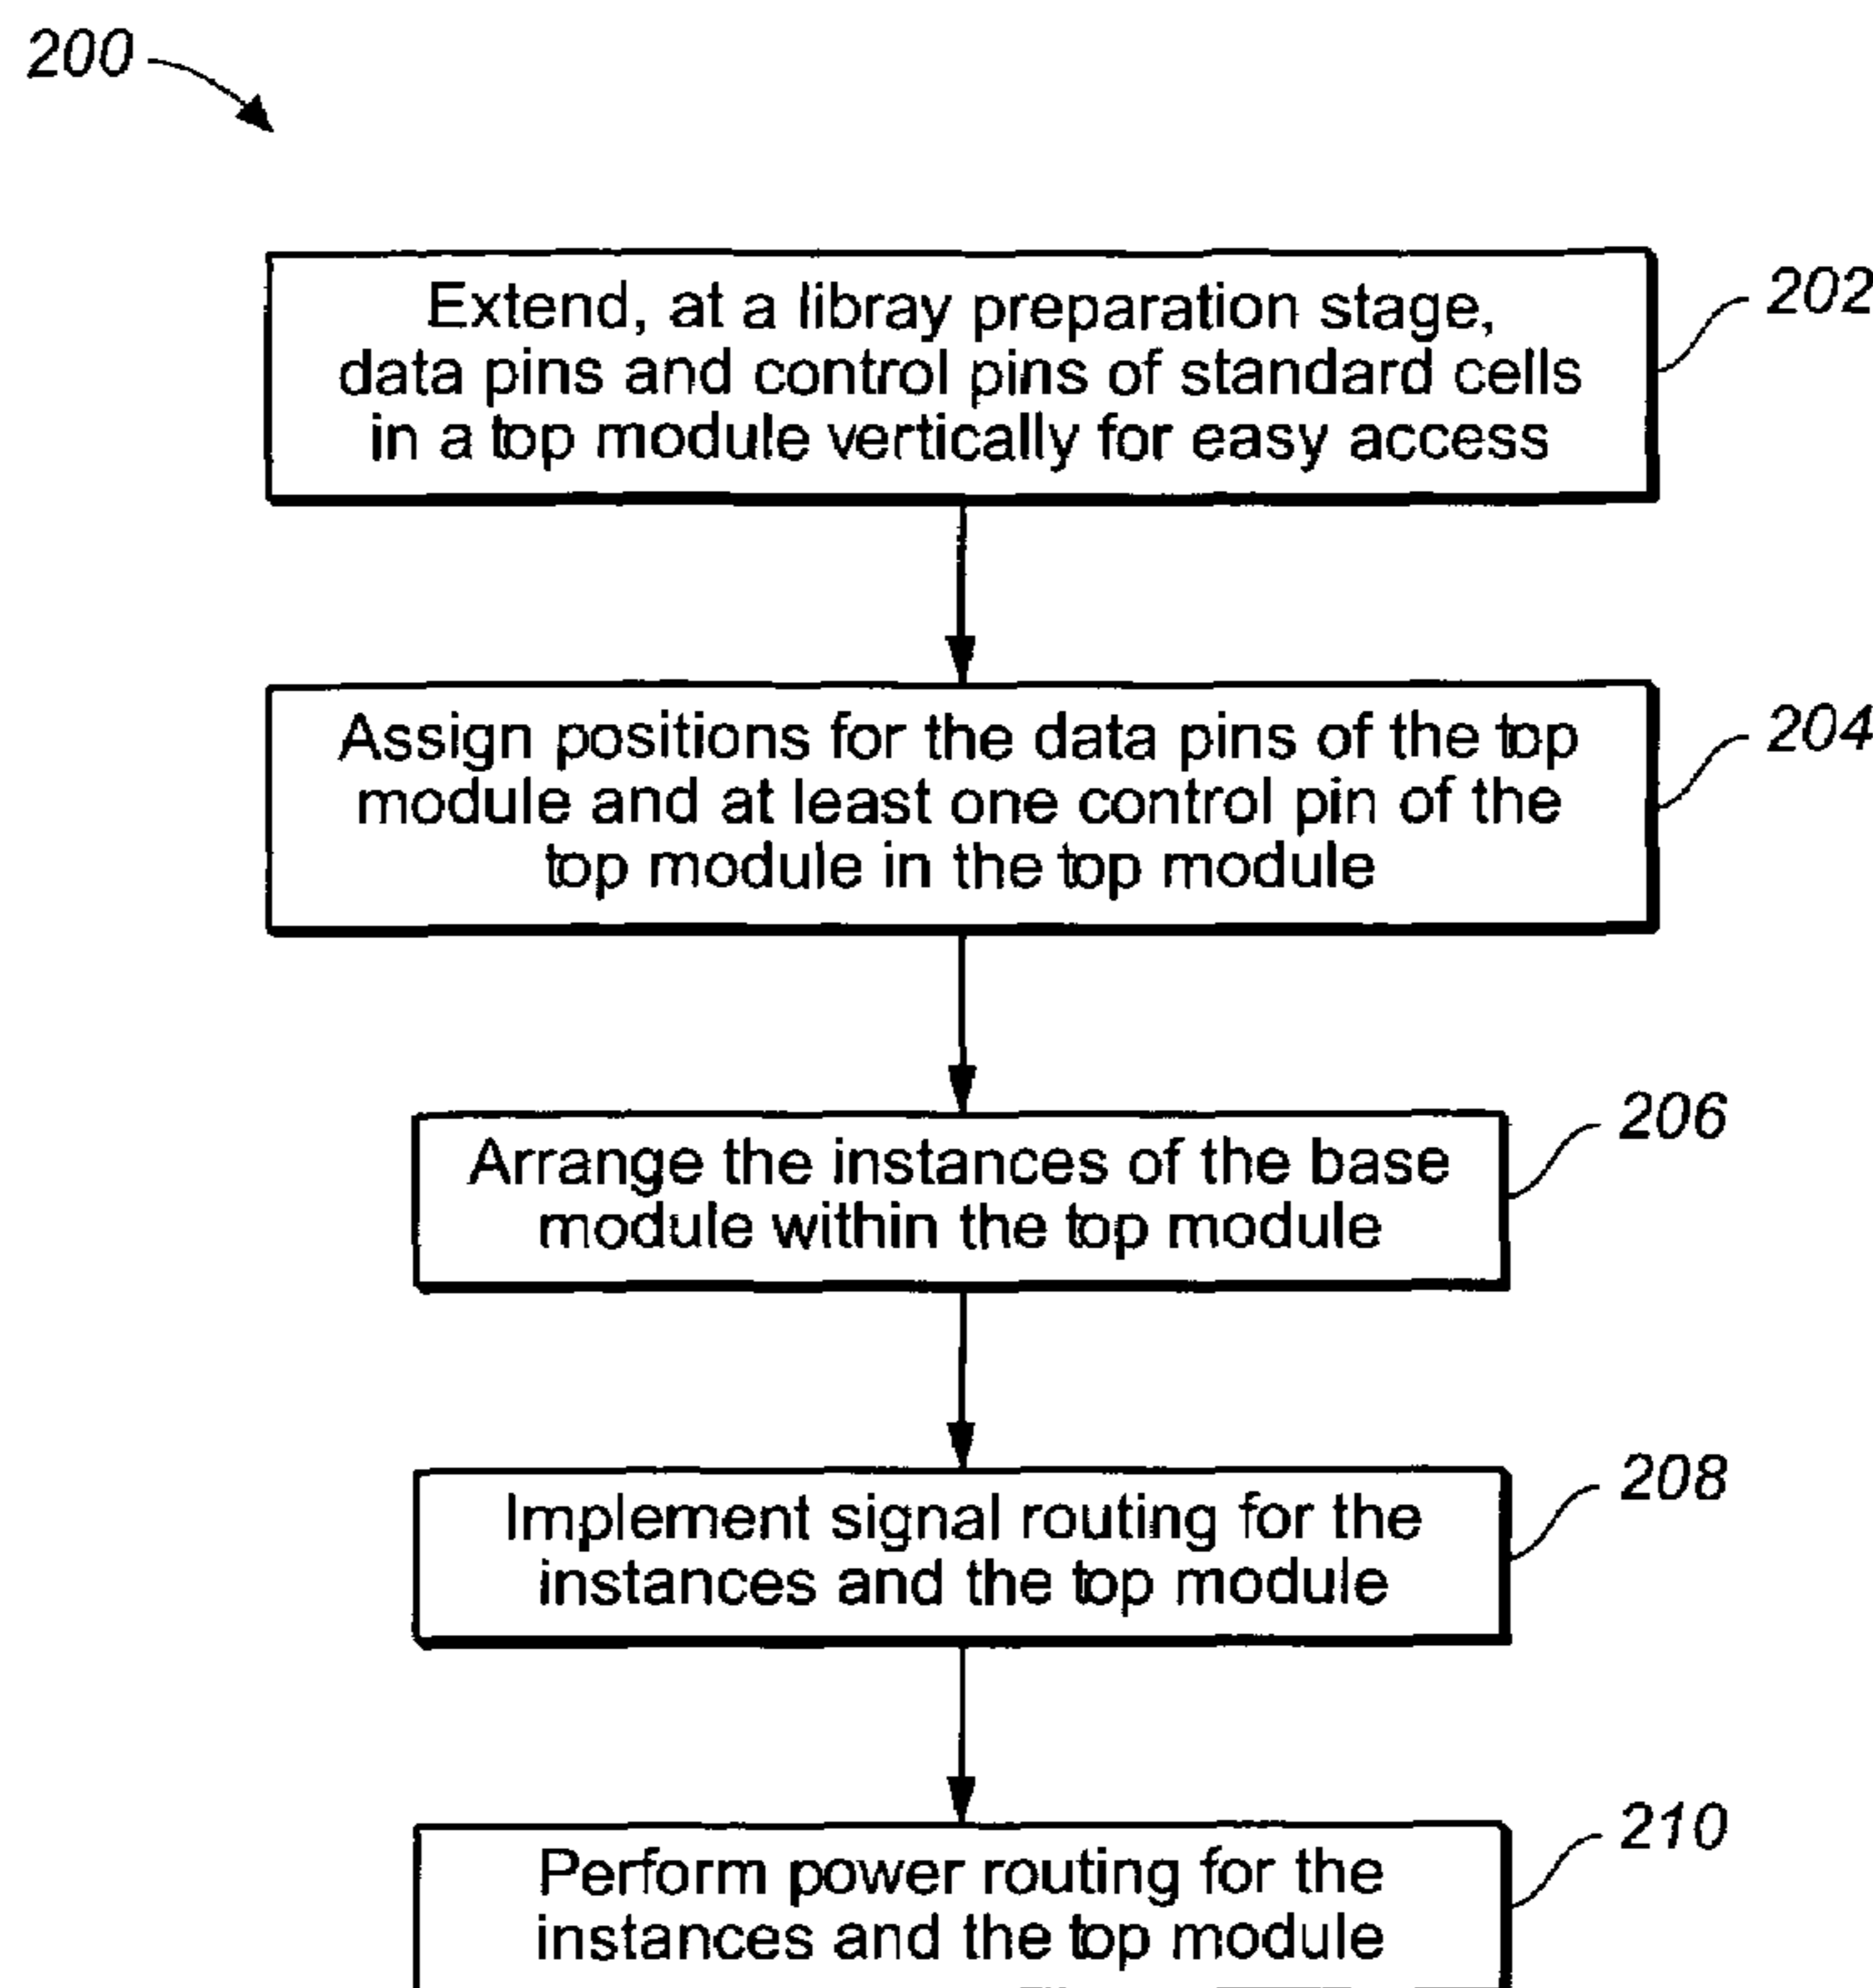 200
Extend, at a libray preparation stage,
data pins and control pins of standard cells
in a top module vertically for easy access
202
Assign positions for the data pins of the top
module and at least one control pin of the
top module in the top module
204
Arrange the instances of the base
module within the top module
206
Implement signal routing for the
instances and the top module
208
Perform power routing for the
instances and the top module
210